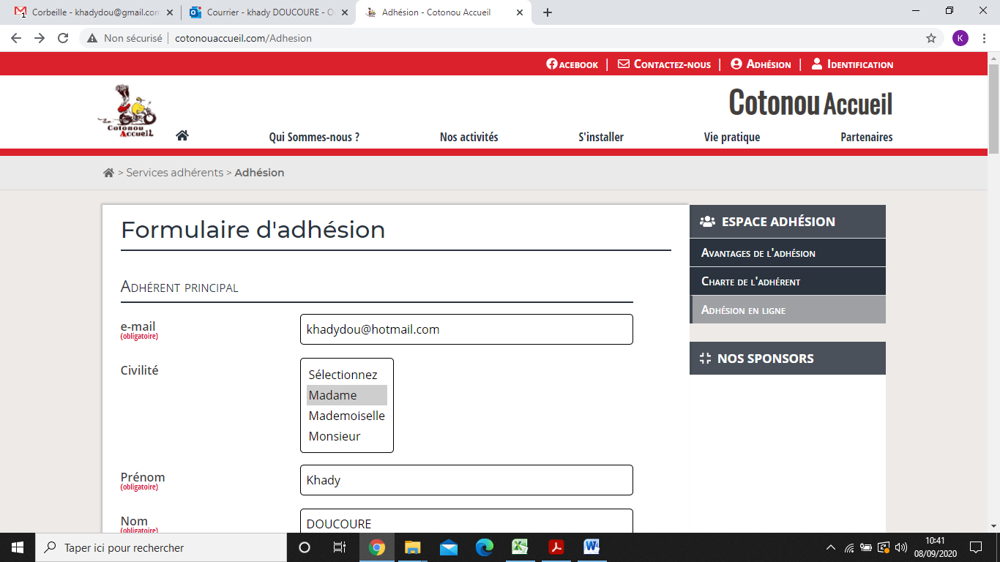 Corbeille - khadydou@gmail.com
Courrier - khady DOUCOURE - O
Adhésion - Cotonou Accueil
Non sécurisé
cotonouaccueil.com/Adhesion
K
acebook | Contactez-nous | Adhésion | Identification
Cotonou Accueil
Cotonou
Accueil
Qui Sommes-nous ?
Nos activités
S'installer
Vie pratique
Partenaires
> Services adhérents > Adhésion
Formulaire d'adhésion
Adhérent principal
e-mail
(obligatoire)
khadydou@hotmail.com
Civilité
Sélectionnez
Madame
Mademoiselle
Monsieur
Prénom
(obligatoire)
Khady
Nom
(obligatoire)
DOUCOURE
ESPACE ADHÉSION
Avantages de l'adhésion
Charte de l'adhérent
Adhésion en ligne
NOS SPONSORS
Taper ici pour rechercher
10:41
08/09/2020